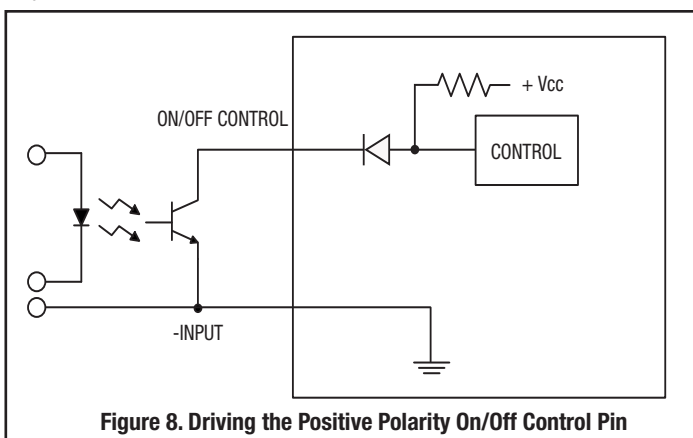 + Vcc
ON/OFF CONTROL
CONTROL
-INPUT
Figure 8. Driving the Positive Polarity On/Off Control Pin